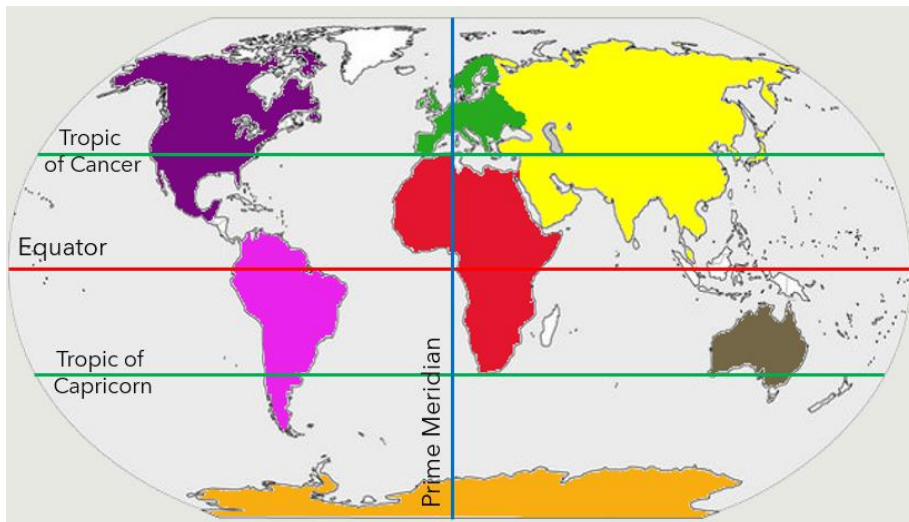 Tropic
of Cancer
Equator
Tropic of
Capricorn
Prime Meridian